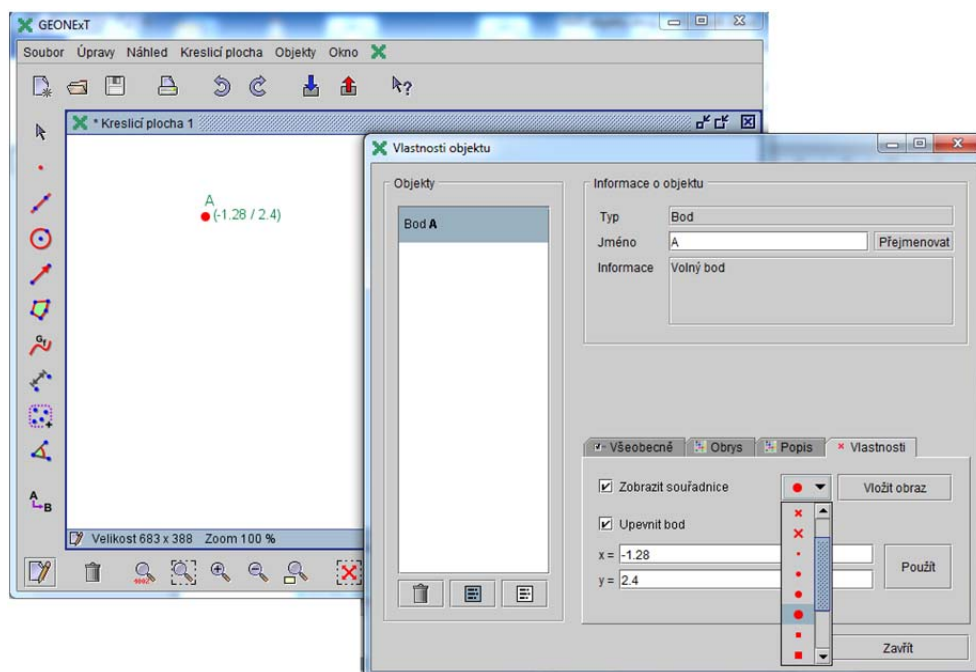 GEONExT
Soubor Úpravy Náhled Kreslicí plocha Objekty Okno
* Kreslicí plocha 1
A
(-1.28 / 2.4)
Velikost 683 x 388 Zoom 100 %
Vlastnosti objektu
Objekty
Bod A
Informace o objektu
Typ Bod
Jméno A Přejmenovat
Informace Volný bod
Všeobecné Obrys Popis Vlastnosti
Zobrazit souřadnice Vložit obraz
Upevnit bod
x = -1.28
y = 2.4
Použít
Zavřít